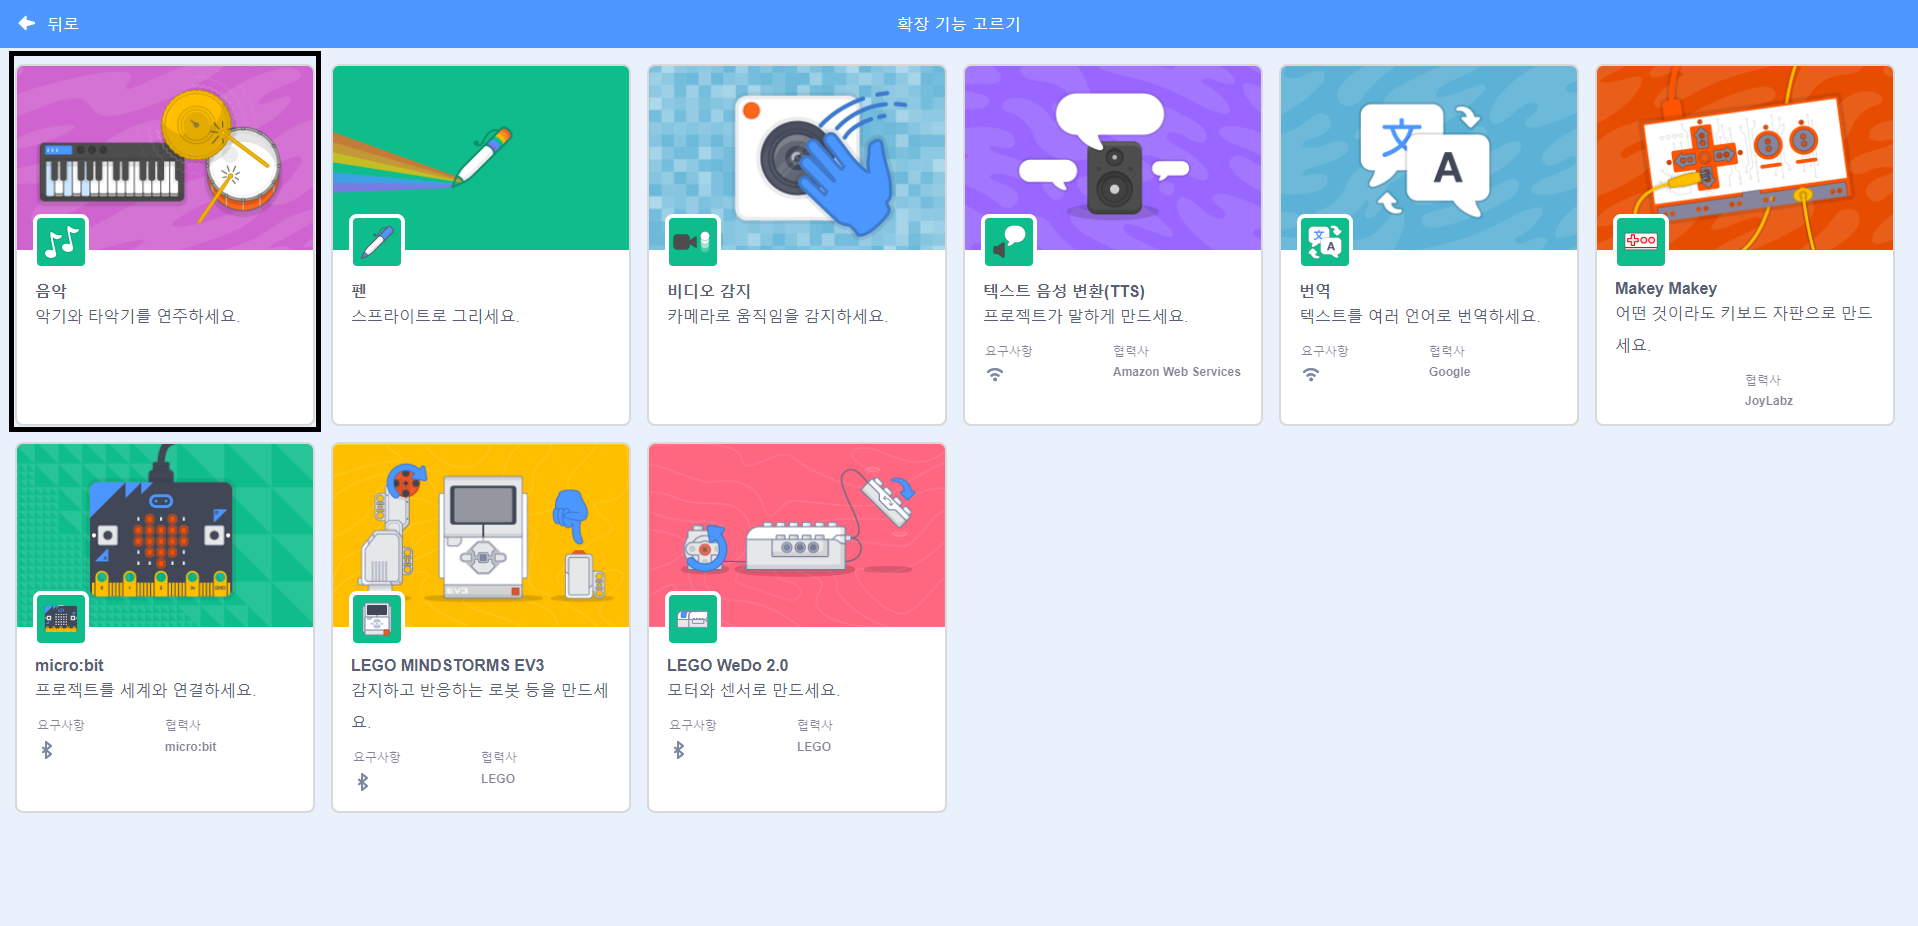 뒤로
확장 기능 고르기
음악
악기와 타악기를 연주하세요.
펜
스프라이트로 그리세요.
비디오 감지
카메라로 움직임을 감지하세요.
텍스트 음성 변환(TTS)
프로젝트가 말하게 만드세요.
요구사항
협력사
Amazon Web Services
文
A
번역
텍스트를 여러 언어로 번역하세요.
요구사항
협력사
Google
Makey Makey
어떤 것이라도 키보드 자판으로 만드
세요.
협력사
JoyLabz
micro:bit
프로젝트를 세계와 연결하세요.
요구사항
협력사
micro:bit
EV3
LEGO MINDSTORMS EV3
감지하고 반응하는 로봇 등을 만드세
요.
요구사항
협력사
LEGO
LEGO WeDo 2.0
모터와 센서로 만드세요.
요구사항
협력사
LEGO